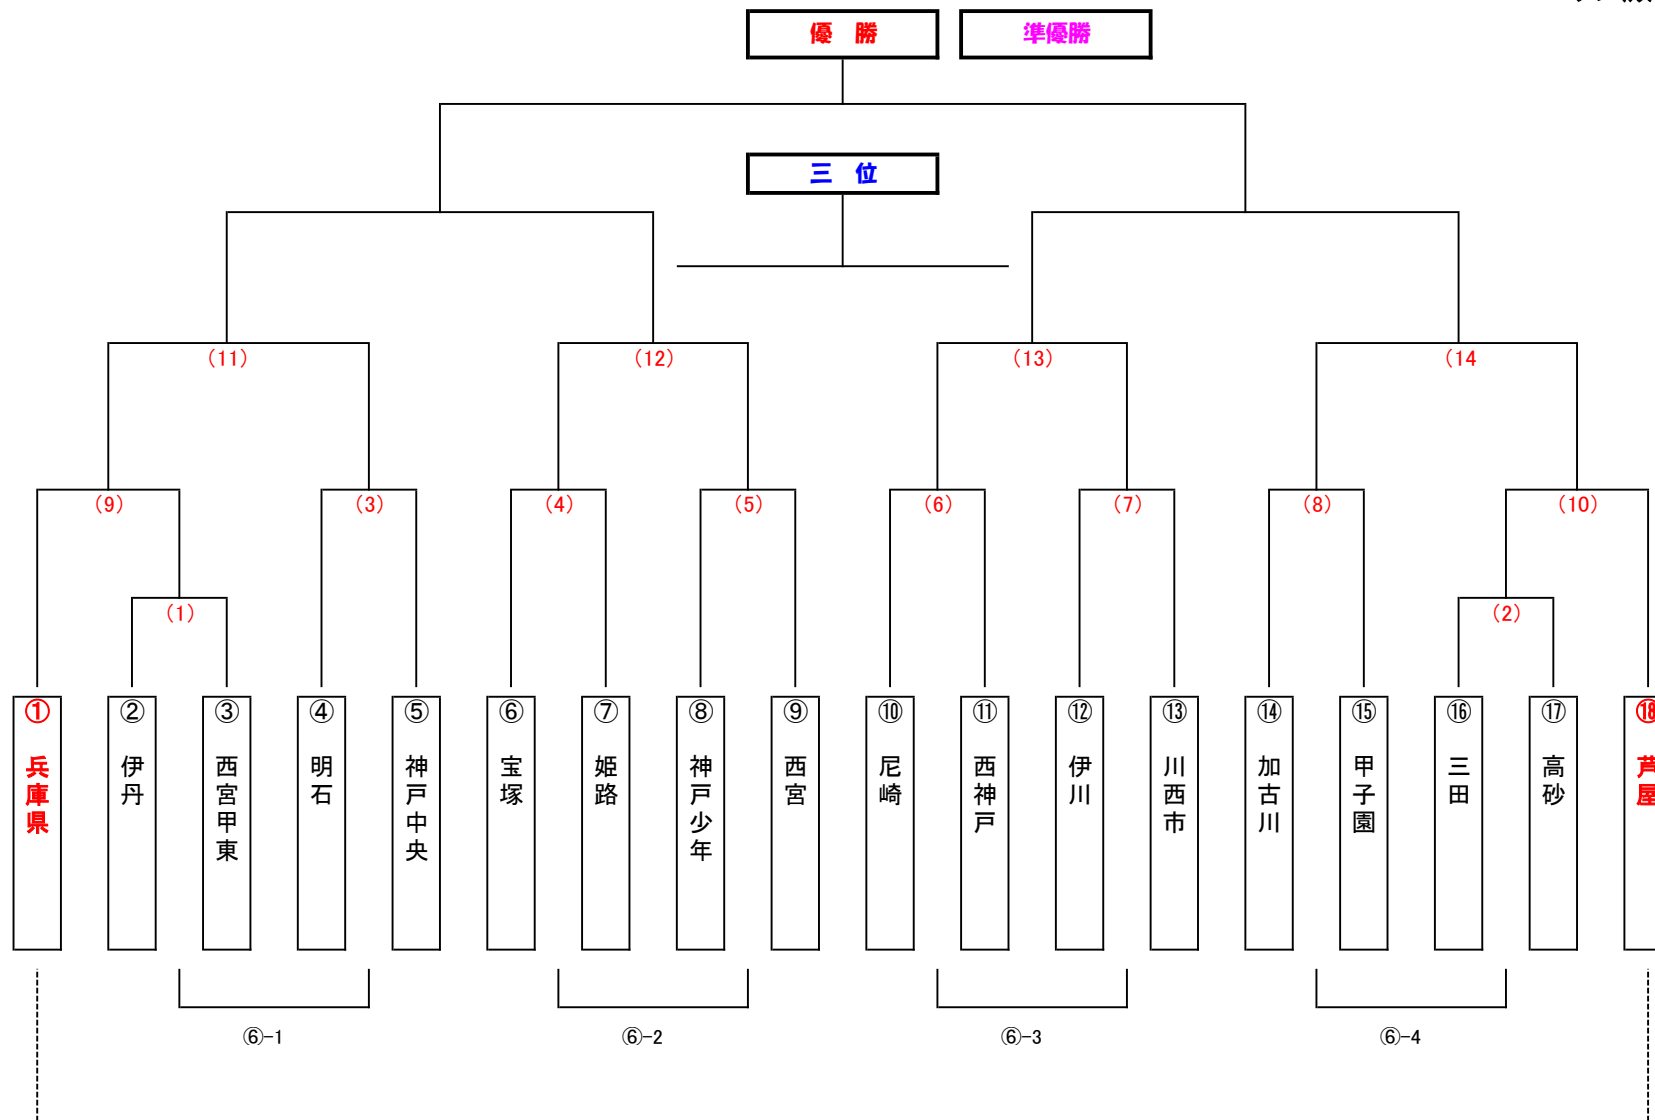 優 勝
準優勝
三 位
（11）
（12）
（13）
（14
（9）
（3）
（4）
（5）
（6）
（7）
（8）
（10）
（1）
（2）
① 兵庫県
② 伊丹
③ 西宮甲東
④ 明石
⑤ 神戸中央
⑥ 宝塚
⑦ 姫路
⑧ 神戸少年
⑨ 西宮
⑩ 尼崎
⑪ 西神戸
⑫ 伊川
⑬ 川西市
⑭ 加古川
⑮ 甲子園
⑯ 三田
⑰ 高砂
⑱ 芦屋
⑥-1
⑥-2
⑥-3
⑥-4